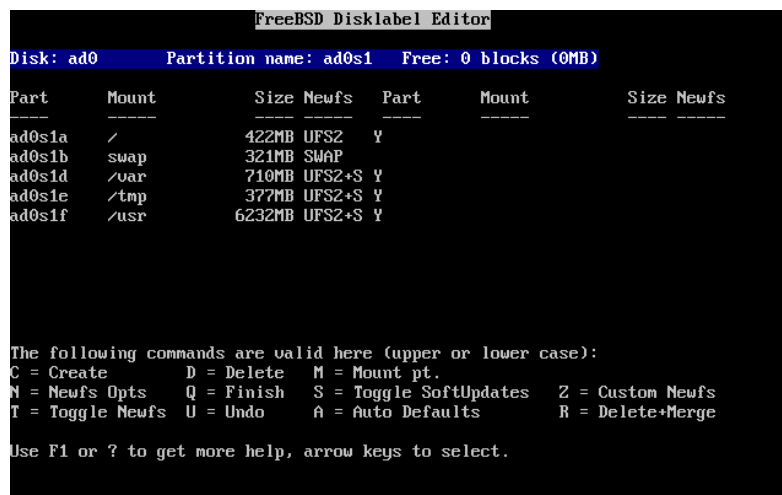 FreeBSD Disklabel Editor
Disk: ad0 Partition name: ad0s1 Free: 0 blocks (0MB)
Part Mount Size Newfs Part Mount Size Newfs
---- ----- ---- ----- ---- ----- ---- -----
ad0s1a / 422MB UFS2 Y
ad0s1b swap 321MB SWAP
ad0s1d /var 710MB UFS2+S Y
ad0s1e /tmp 377MB UFS2+S Y
ad0s1f /usr 6232MB UFS2+S Y
The following commands are valid here (upper or lower case):
C = Create D = Delete M = Mount pt.
N = Newfs Opts Q = Finish S = Toggle SoftUpdates Z = Custom Newfs
T = Toggle Newfs U = Undo A = Auto Defaults R = Delete+Merge
Use F1 or ? to get more help, arrow keys to select.